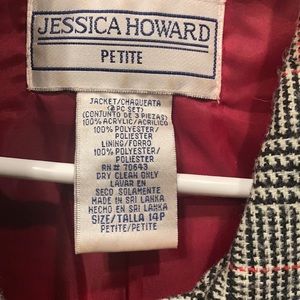 JESSICA HOWARD
PETITE
JACKET/CHAQUEATA
(2 PC SET)
(CONJUNTO DE 3 PIEZAS)
100% ACRYLIC/ACRILICO
100% POLYESTER/
POLIESTER
LINING/FORRO
100% POLYESTER/
POLIESTER
RN# 70643
DRY CLEAN ONLY
LAVAR EN
SECO SOLAMENTE
MADE IN SRI LANKA
HECHO EN SRI LANKA
SIZE/TALLA 14P
PETITE/PETITE